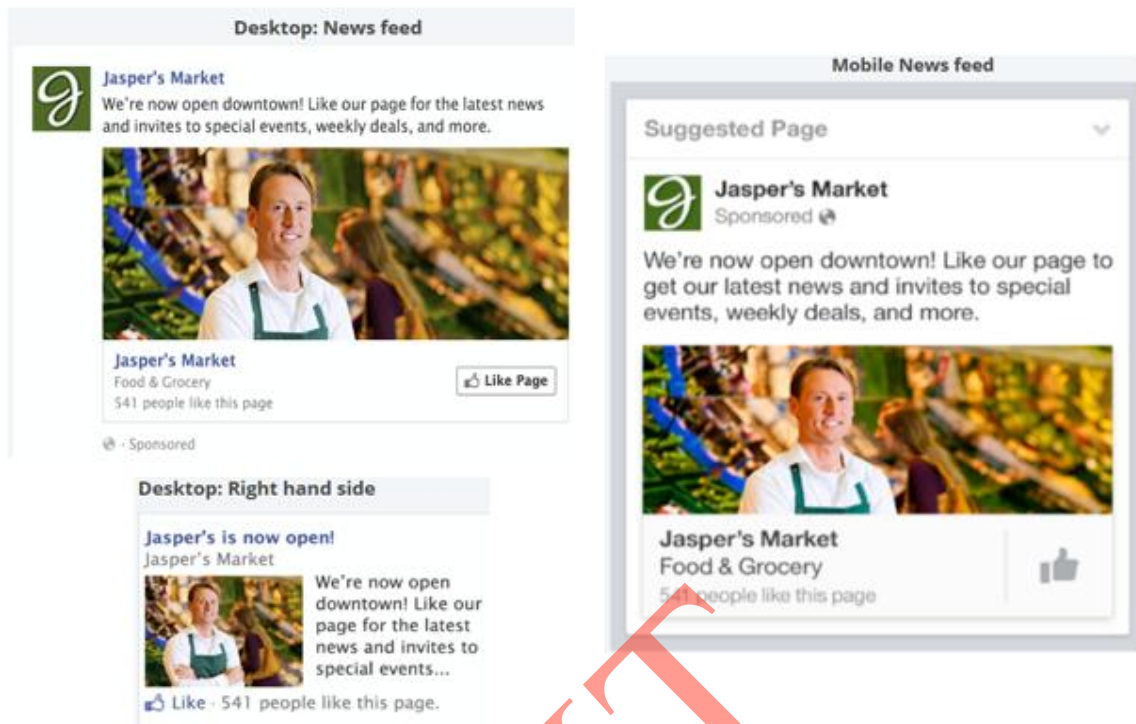 Desktop: News feed
Jasper's Market
We're now open downtown! Like our page for the latest news
and invites to special events, weekly deals, and more.
Jasper's Market
Food & Grocery
541 people like this page
Like Page
· Sponsored
Desktop: Right hand side
Jasper's is now open!
Jasper's Market
We're now open
downtown! Like our
page for the latest
news and invites to
special events...
Like · 541 people like this page.
Mobile News feed
Suggested Page
Jasper's Market
Sponsored
We're now open downtown! Like our page to
get our latest news and invites to special
events, weekly deals, and more.
Jasper's Market
Food & Grocery
541 people like this page